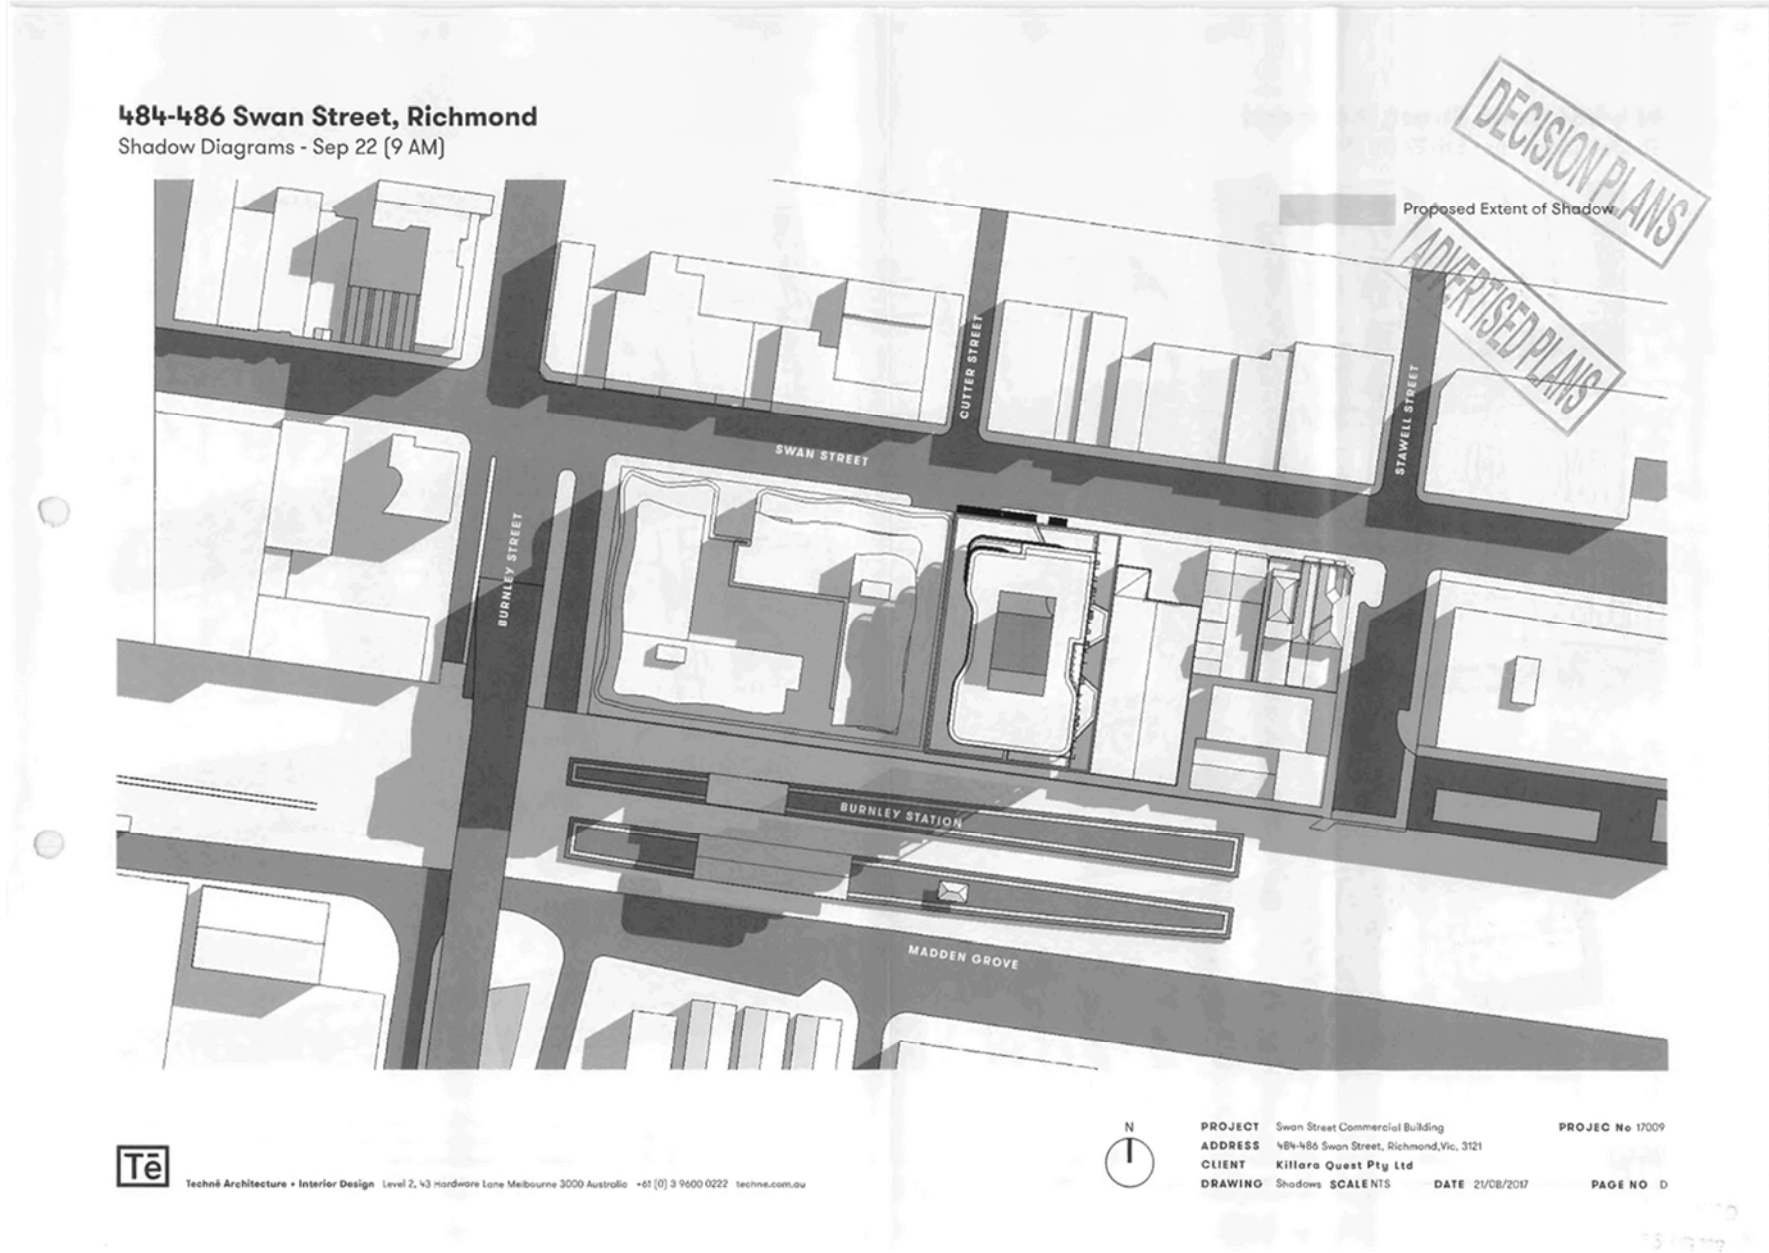 484-486 Swan Street, Richmond
Shadow Diagrams - Sep 22 (9 AM)
DECISION PLANS
Proposed Extent of Shadow
ADVERTISED PLANS
CUTTER STREET
STAWELL STREET
SWAN STREET
BURNLEY STREET
BURNLEY STATION
MADDEN GROVE
N
PROJECT Swan Street Commercial Building PROJEC No 17009
ADDRESS 484-486 Swan Street, Richmond,Vic, 3121
CLIENT Killara Quest Pty Ltd
DRAWING Shadows SCALE NTS DATE 21/08/2017 PAGE NO D
Tē
Technē Architecture + Interior Design Level 2, 43 Hardware Lane Melbourne 3000 Australia +61 (0) 3 9600 0222 techne.com.au